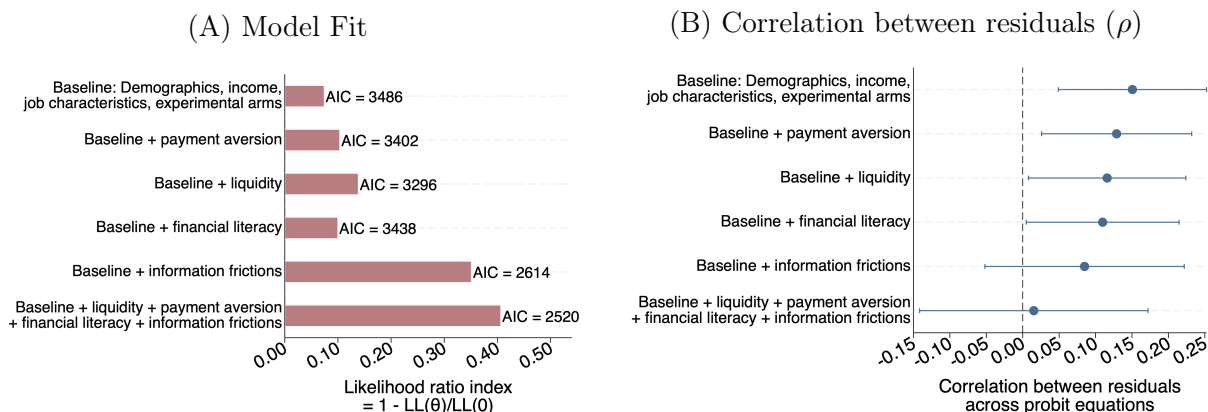 (A) Model Fit
Baseline: Demographics, income,
job characteristics, experimental arms
AIC = 3486
Baseline + payment aversion
AIC = 3402
Baseline + liquidity
AIC = 3296
Baseline + financial literacy
AIC = 3438
Baseline + information frictions
AIC = 2614
Baseline + liquidity + payment aversion
+ financial literacy + information frictions
AIC = 2520
0.00 0.10 0.20 0.30 0.40 0.50
Likelihood ratio index
= 1 - LL(θ)/LL(0)
(B) Correlation between residuals (ρ)
Baseline: Demographics, income,
job characteristics, experimental arms
Baseline + payment aversion
Baseline + liquidity
Baseline + financial literacy
Baseline + information frictions
Baseline + liquidity + payment aversion
+ financial literacy + information frictions
-0.15 -0.10 -0.05 0.00 0.05 0.10 0.15 0.20 0.25
Correlation between residuals
across probit equations